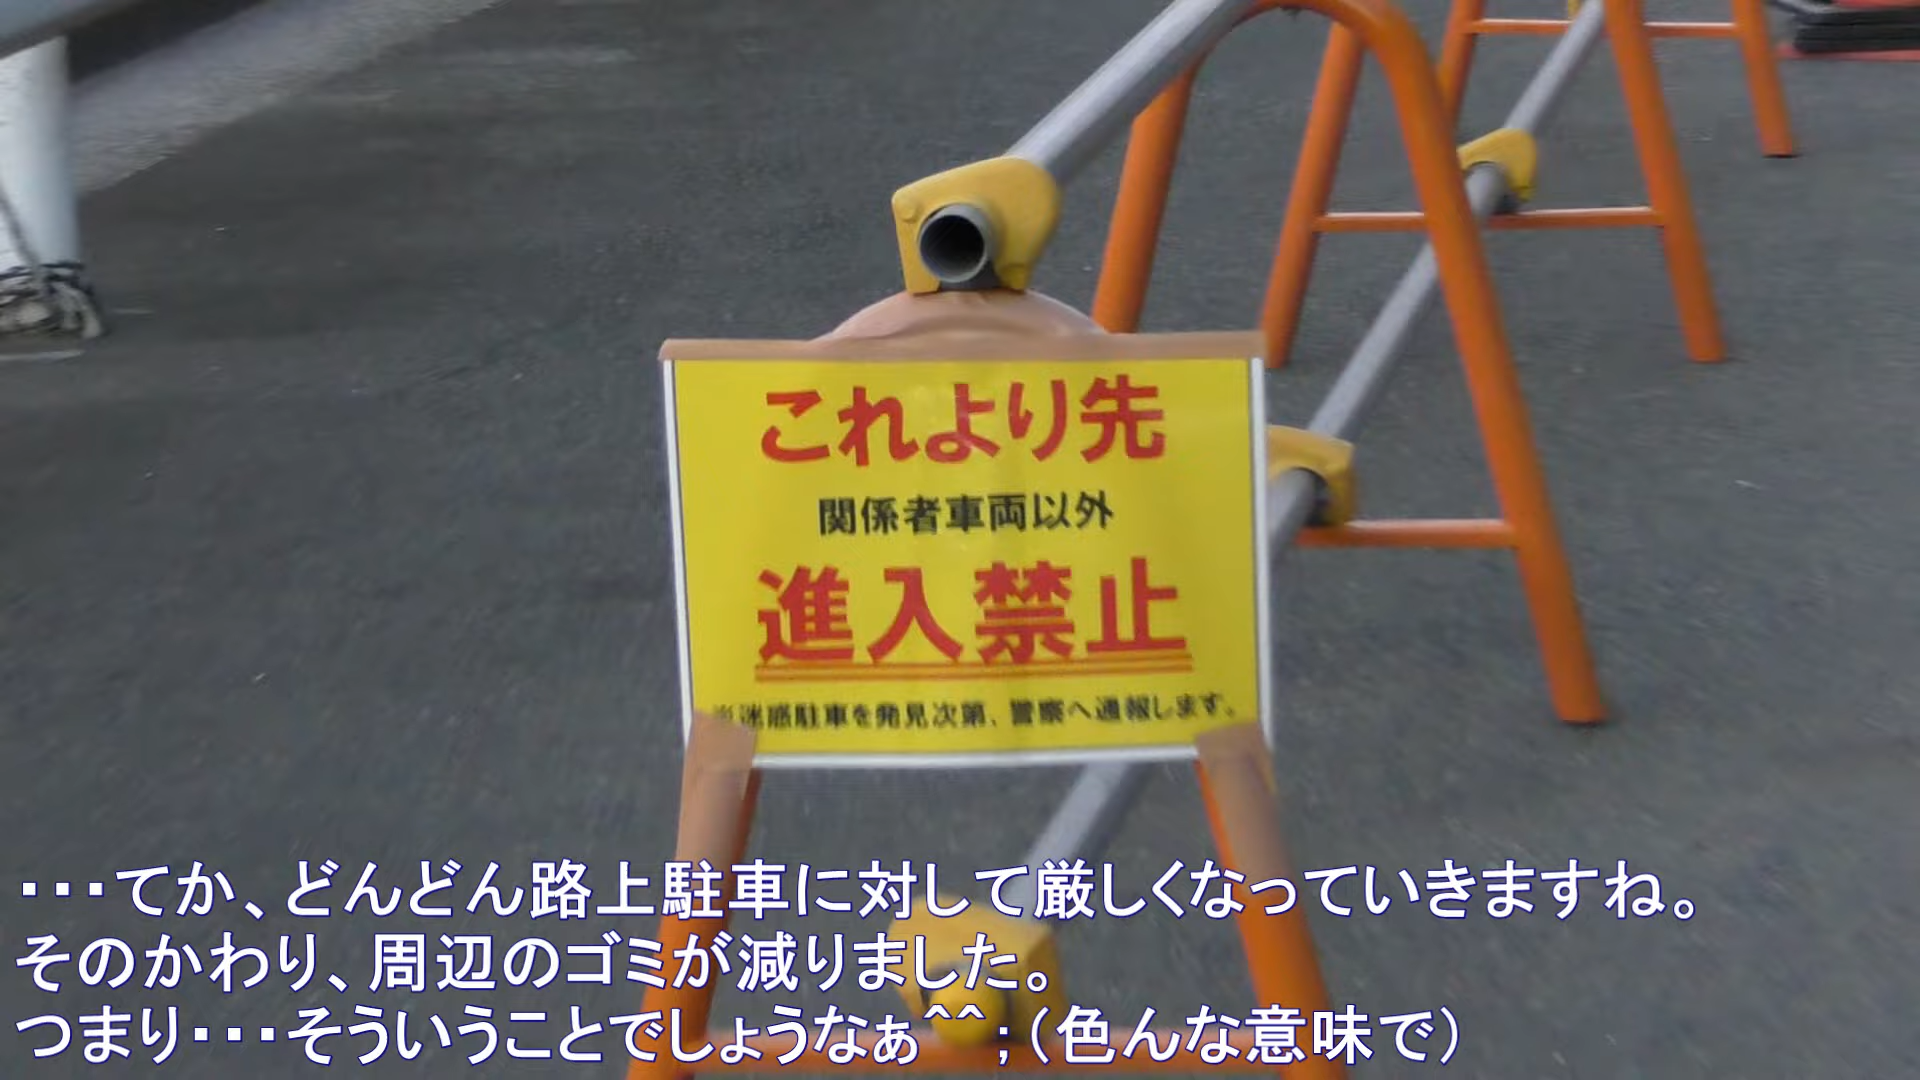 これより先
関係者車両以外
進入禁止
※迷惑駐車を発見次第、警察へ通報します。
・・・てか、どんどん路上駐車に対して厳しくなっていきますね。
そのかわり、周辺のゴミが減りました。
つまり・・・そういうことでしょうなぁ^^;（色んな意味で）